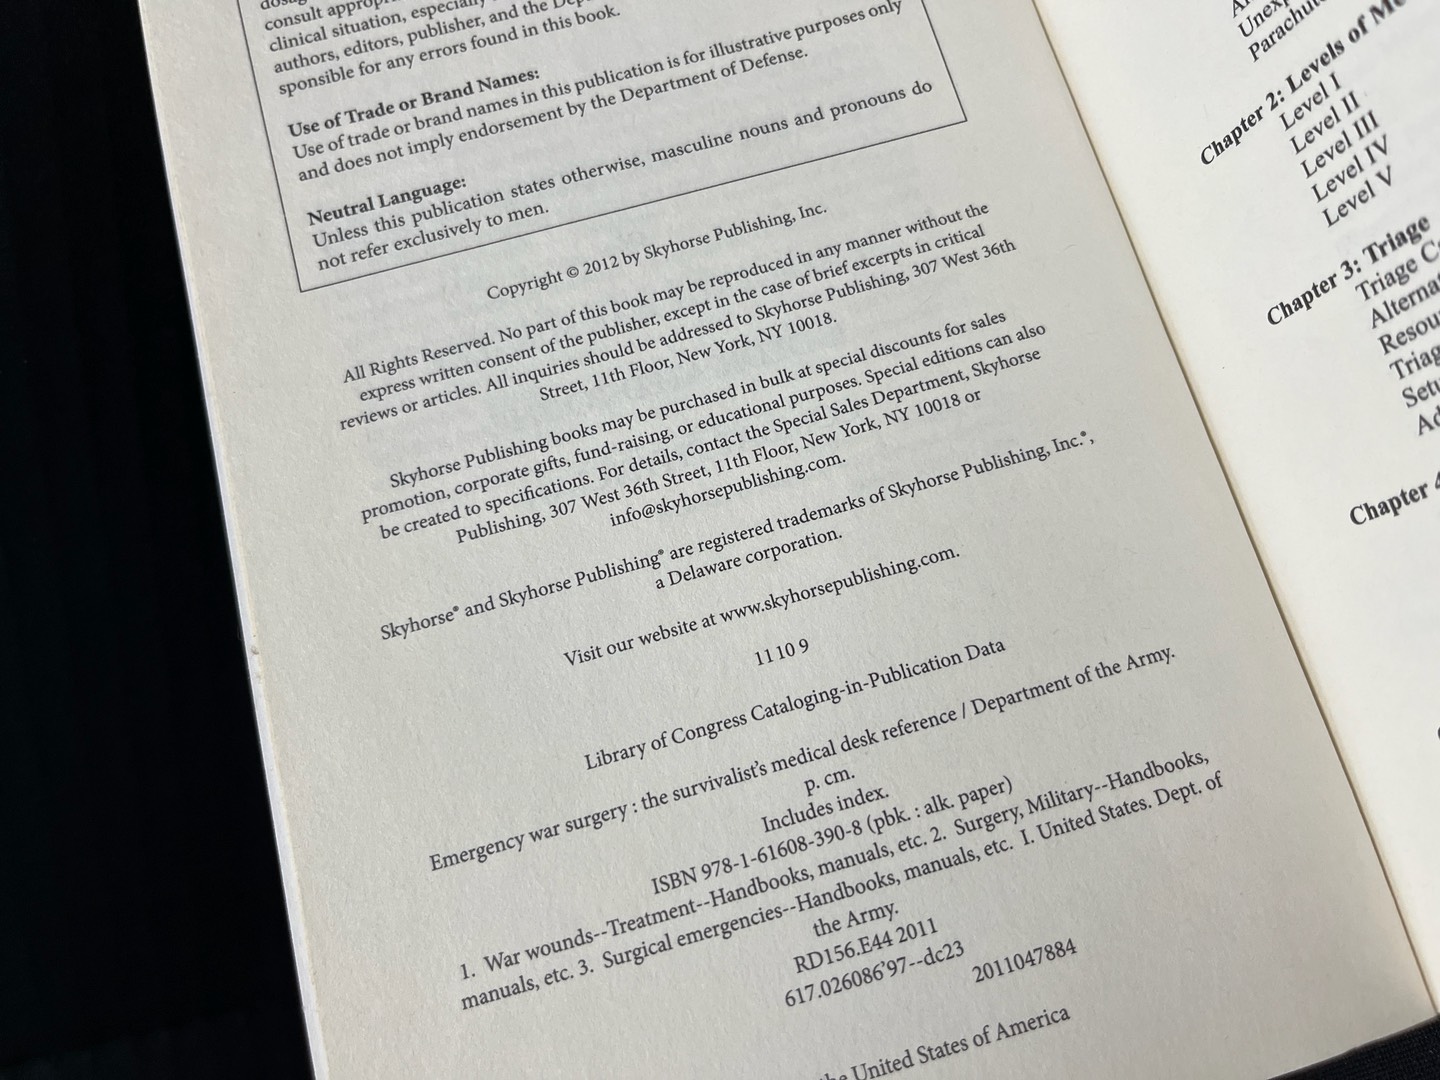 consult
clinical situation, especially
authors, editors, publisher, and the
sponsible for any errors found in this book.
Use of Trade or Brand Names:
Use of trade or brand names in this publication is for illustrative purposes only
and does not imply endorsement by the Department of Defense.
Neutral Language:
Unless this publication states otherwise, masculine nouns and pronouns do
not refer exclusively to men.
Copyright © 2012 by Skyhorse Publishing, Inc.
All Rights Reserved. No part of this book may be reproduced in any manner without the
express written consent of the publisher, except in the case of brief excerpts in critical
reviews or articles. All inquiries should be addressed to Skyhorse Publishing, 307 West 36th
Street, 11th Floor, New York, NY 10018.
Skyhorse Publishing books may be purchased in bulk at special discounts for sales
promotion, corporate gifts, fund-raising, or educational purposes. Special editions can also
be created to specifications. For details, contact the Special Sales Department, Skyhorse
Publishing, 307 West 36th Street, 11th Floor, New York, NY 10018 or
info@skyhorsepublishing.com.
Skyhorse® and Skyhorse Publishing® are registered trademarks of Skyhorse Publishing, Inc.®,
a Delaware corporation.
Visit our website at www.skyhorsepublishing.com.
11 10 9
Library of Congress Cataloging-in-Publication Data
Emergency war surgery : the survivalist's medical desk reference / Department of the Army.
p. cm.
Includes index.
ISBN 978-1-61608-390-8 (pbk. : alk. paper)
1. War wounds--Treatment--Handbooks, manuals, etc. 2. Surgery, Military--Handbooks,
manuals, etc. 3. Surgical emergencies--Handbooks, manuals, etc. I. United States. Dept. of
the Army.
RD156.E44 2011
617.026086'97--dc23
2011047884
the United States of America
Chapter 2: Levels of
Level I
Level II
Level III
Level IV
Level V
Chapter 3: Triage
Triage
Chapter